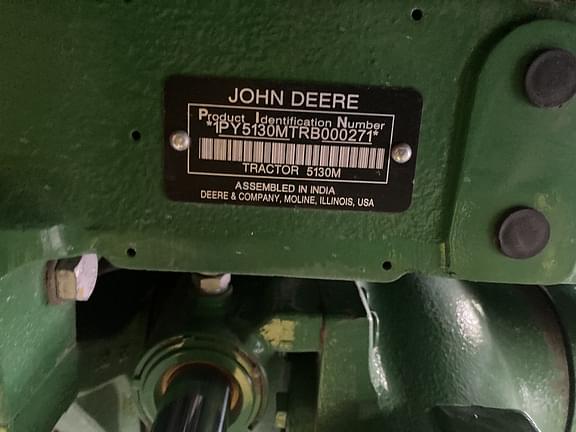 JOHN DEERE
Product Identification Number
*1PY5130MTRB000271*
TRACTOR 5130M
ASSEMBLED IN INDIA
DEERE & COMPANY, MOLINE, ILLINOIS, USA